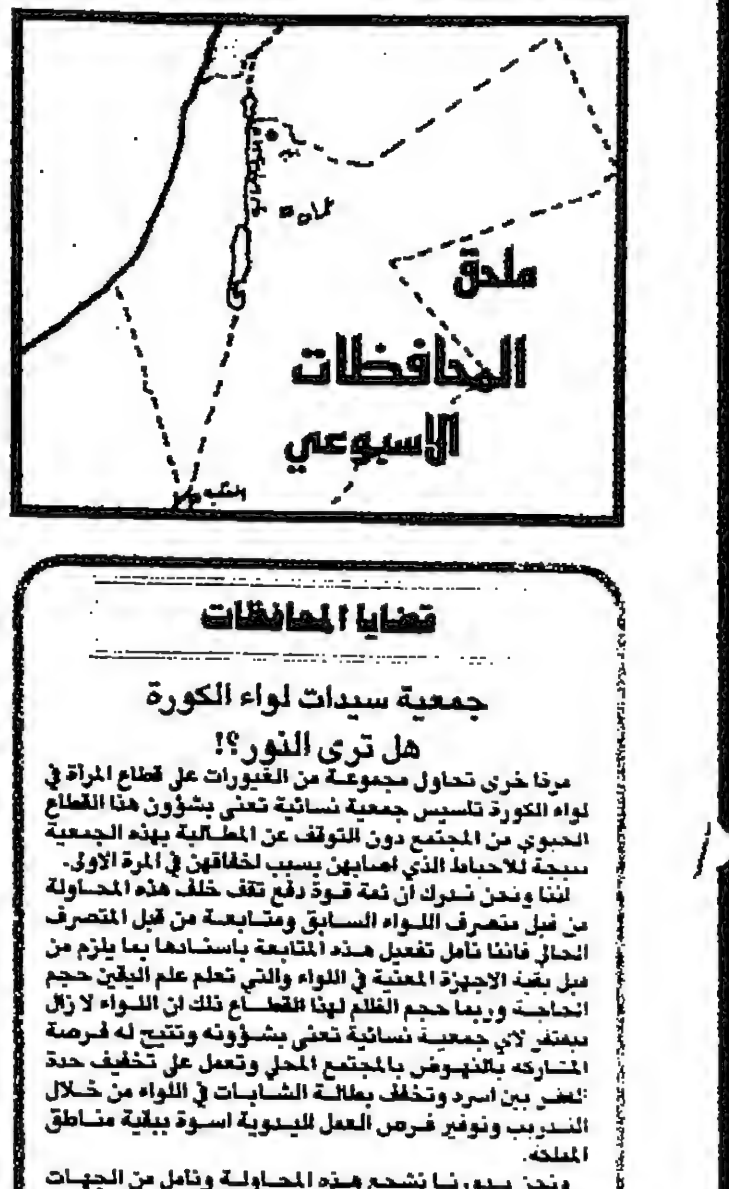 اربد
عمان
ملحق
المحافظات
الاسبوعي
العقبة
قضايا المحافظات
جمعية سيدات لواء الكورة
هل ترى النور؟!
مرة اخرى تحاول مجموعة من الغيورات على قطاع المرأة في
لواء الكورة تأسيس جمعية نسائية تعنى بشؤون هذا القطاع
الحيوي من المجتمع دون التوقف عن المطالبة بهذه الجمعية
نتيجة للاحباط الذي اصابهن بسبب اخفاقهن في المرة الاولى.
اننا ونحن ندرك أن ثمة قوة دفع تقف خلف هذه المحاولة
من قبل متصرف اللواء السابق ومتابعة من قبل المتصرف
الحالي فاننا نأمل تفعيل هذه المتابعة باسنادها بما يلزم من
قبل بقية الاجهزة المعنية في اللواء والتي تعلم علم اليقين حجم
الحاجة وربما حجم الظلم لهذا القطاع ذلك ان اللواء لا زال
يفتقر لاي جمعية نسائية تعنى بشؤونه وتتيح له فرصة
المشاركة بالنهوض بالمجتمع المحلي وتعمل على تخفيف حدة
الفقر بين اسره وتخفف بطالة الشابات في اللواء من خلال
التدريب وتوفير فرص العمل اليدوية اسوة ببقية مناطق
المملكة.
ونحن بدورنا نشجع هذه المحاولة ونأمل من الجهات